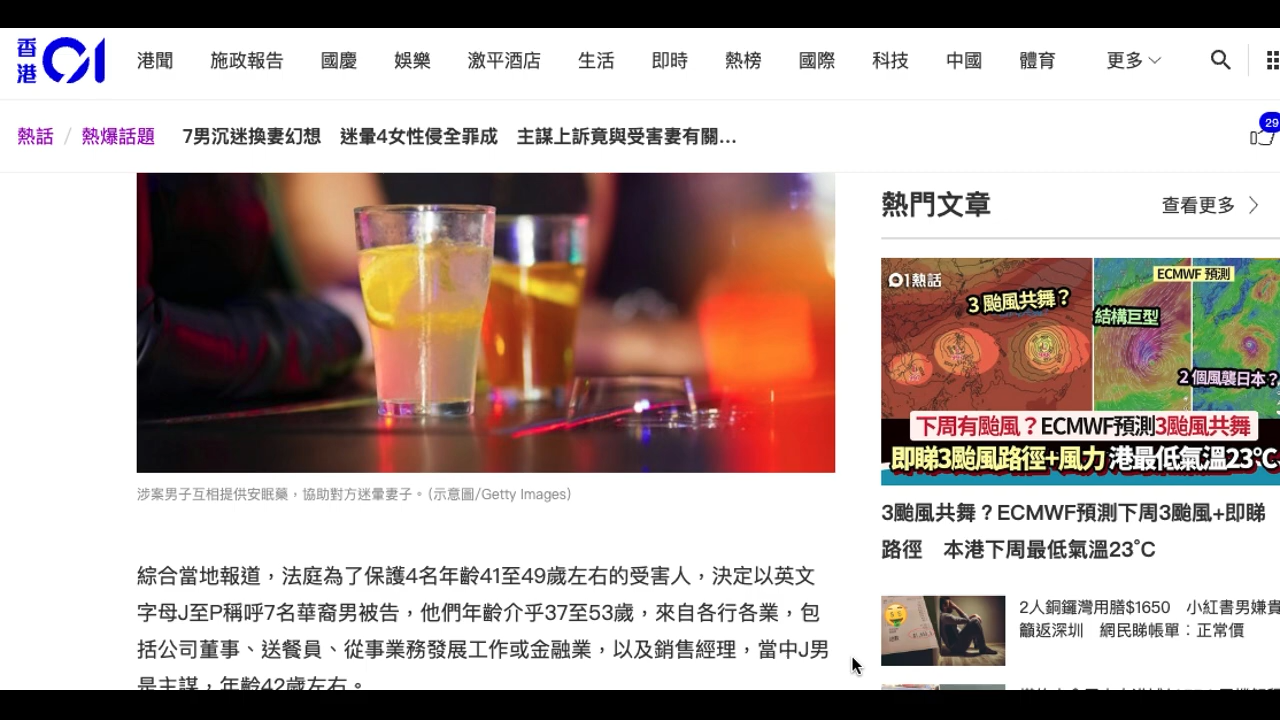 香港01
港聞 施政報告 國慶 娛樂 激平酒店 生活 即時 熱榜 國際 科技 中國 體育 更多
熱話 / 熱爆話題 7男沉迷換妻幻想 迷暈4女性侵全罪成 主謀上訴竟與受害妻有關...
29
涉案男子互相提供安眠藥，協助對方迷暈妻子。(示意圖/Getty Images)
綜合當地報道，法庭為了保護4名年齡41至49歲左右的受害人，決定以英文
字母J至P稱呼7名華裔男被告，他們年齡介乎37至53歲，來自各行各業，包
括公司董事、送餐員、從事業務發展工作或金融業，以及銷售經理，當中J男
是主謀，年齡42歲左右。
熱門文章 查看更多
01熱話
3 颱風共舞？
ECMWF 預測
結構巨型
2 個風襲日本？
下周有颱風？ECMWF預測3颱風共舞
即睇3颱風路徑+風力 港最低氣溫23°C
3颱風共舞？ECMWF預測下周3颱風+即睇
路徑 本港下周最低氣溫23°C
2人銅鑼灣用膳$1650 小紅書男嫌貴
籲返深圳 網民睇帳單：正常價